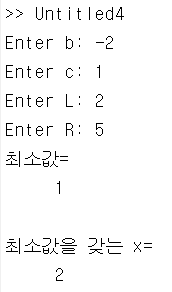 >> Untitled4
Enter b: -2
Enter c: 1
Enter L: 2
Enter R: 5
최소값=
1
최소값을 갖는 x=
2